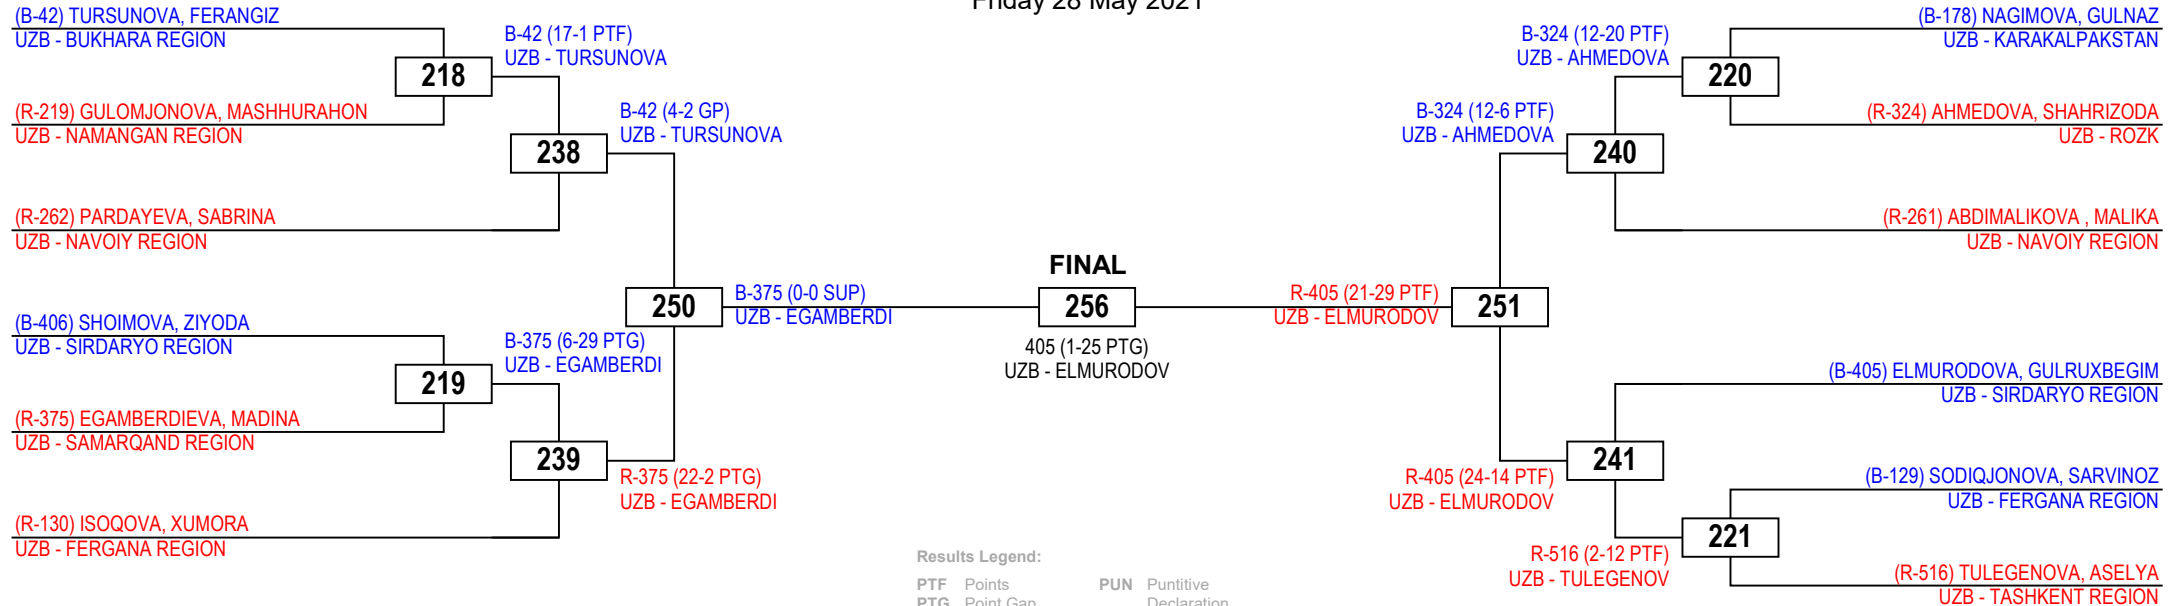 Friday 28 May 2021
(B-42) TURSUNOVA, FERANGIZ
UZB - BUKHARA REGION
218
(R-219) GULOMJONOVA, MASHHURAHON
UZB - NAMANGAN REGION
B-42 (17-1 PTF)
UZB - TURSUNOVA
238
B-42 (4-2 GP)
UZB - TURSUNOVA
(R-262) PARDAYEVA, SABRINA
UZB - NAVOIY REGION
250
B-375 (0-0 SUP)
UZB - EGAMBERDI
(B-406) SHOIMOVA, ZIYODA
UZB - SIRDARYO REGION
219
(R-375) EGAMBERDIEVA, MADINA
UZB - SAMARQAND REGION
B-375 (6-29 PTG)
UZB - EGAMBERDI
239
R-375 (22-2 PTG)
UZB - EGAMBERDI
(R-130) ISOQOVA, XUMORA
UZB - FERGANA REGION
FINAL
256
405 (1-25 PTG)
UZB - ELMURODOV
(B-178) NAGIMOVA, GULNAZ
UZB - KARAKALPAKSTAN
B-324 (12-20 PTF)
UZB - AHMEDOVA
220
(R-324) AHMEDOVA, SHAHRIZODA
UZB - ROZK
B-324 (12-6 PTF)
UZB - AHMEDOVA
240
(R-261) ABDIMALIKOVA , MALIKA
UZB - NAVOIY REGION
R-405 (21-29 PTF)
UZB - ELMURODOV
251
(B-405) ELMURODOVA, GULRUXBEGIM
UZB - SIRDARYO REGION
241
R-405 (24-14 PTF)
UZB - ELMURODOV
(B-129) SODIQJONOVA, SARVINOZ
UZB - FERGANA REGION
221
R-516 (2-12 PTF)
UZB - TULEGENOV
(R-516) TULEGENOVA, ASELYA
UZB - TASHKENT REGION
Results Legend:
PTF Points PUN Puntitive
PTG Point Gap Declaration